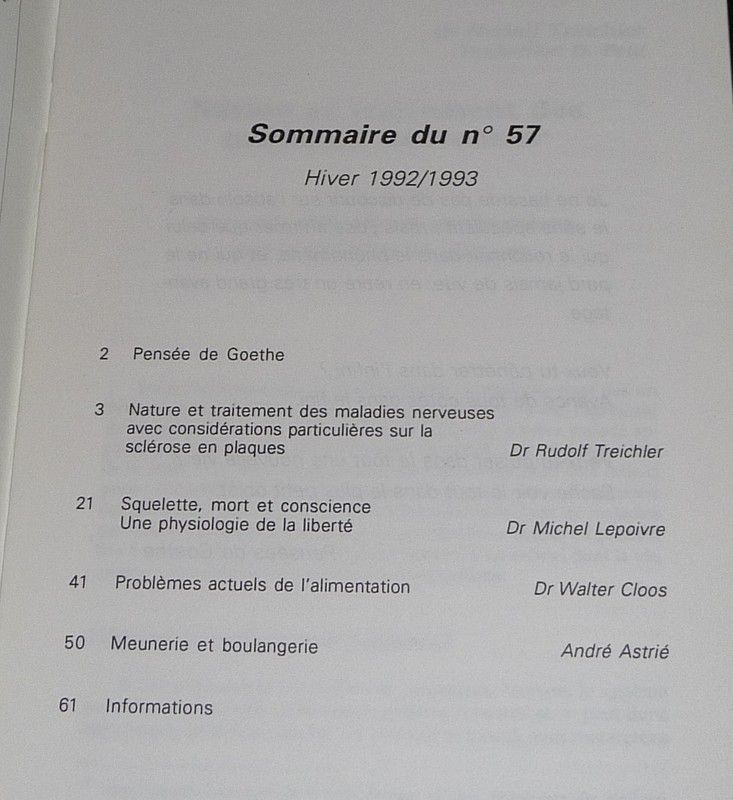 Sommaire du n° 57
Hiver 1992/1993
2 Pensée de Goethe
3 Nature et traitement des maladies nerveuses
avec considérations particulières sur la
sclérose en plaques Dr Rudolf Treichler
21 Squelette, mort et conscience
Une physiologie de la liberté Dr Michel Lepoivre
41 Problèmes actuels de l'alimentation Dr Walter Cloos
50 Meunerie et boulangerie André Astrié
61 Informations